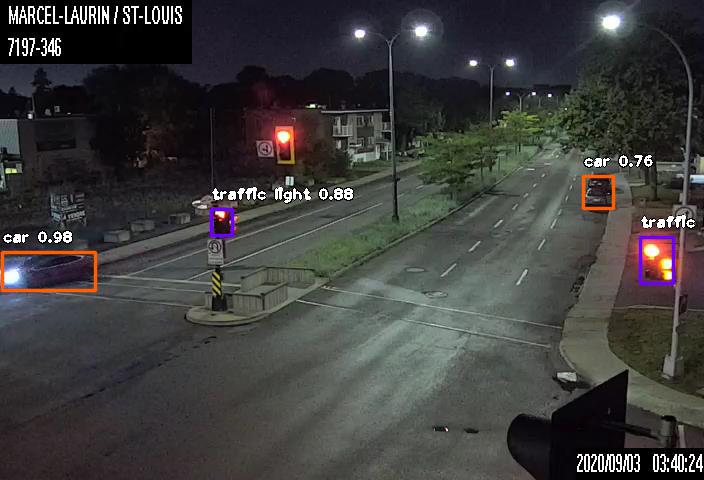 MARCEL-LAURIN / ST-LOUIS
7197-346
car 0.76
traffic light 0.88
traffic
car 0.98
2020/09/03 03:40:24